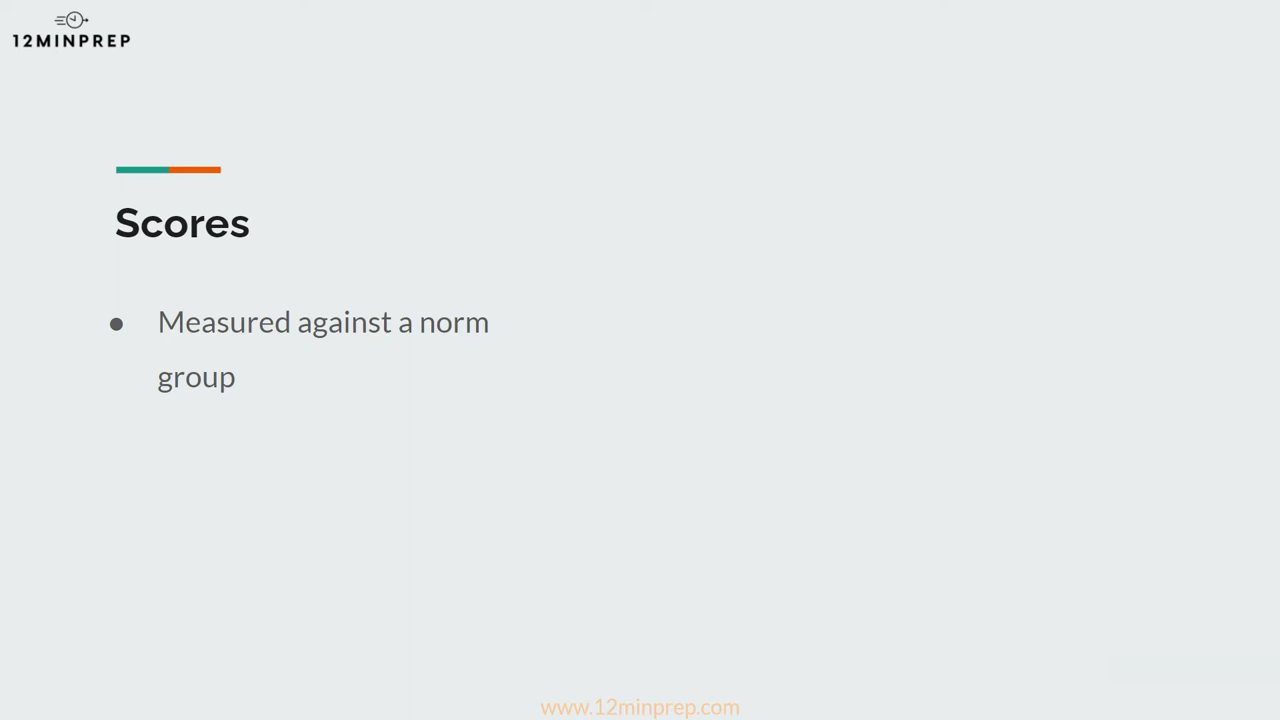 12MINPREP
Scores
● Measured against a norm
group
www.12minprep.com